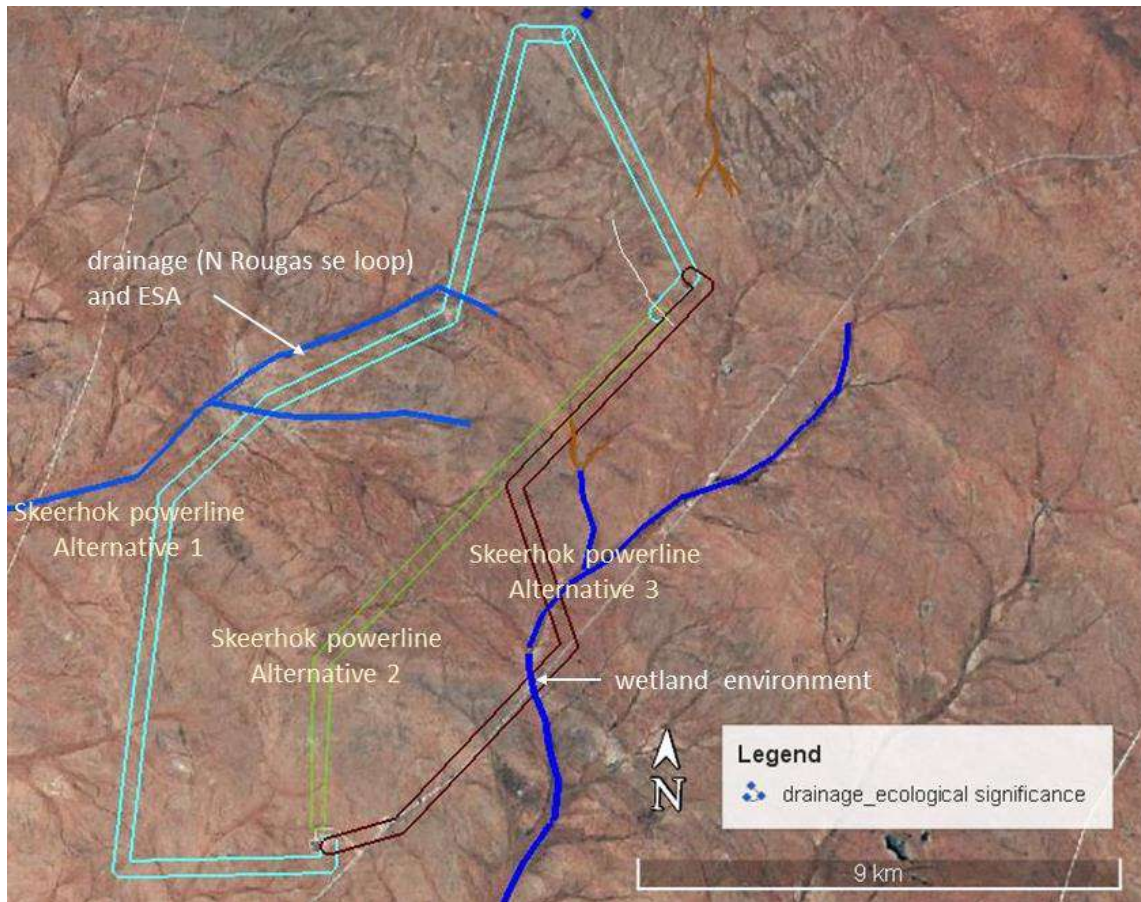 drainage (N Rougas se loop)
and ESA
Skeerhok powerline
Alternative 1
Skeerhok powerline
Alternative 3
Skeerhok powerline
Alternative 2
wetland environment
N
Legend
drainage_ecological significance
9 km